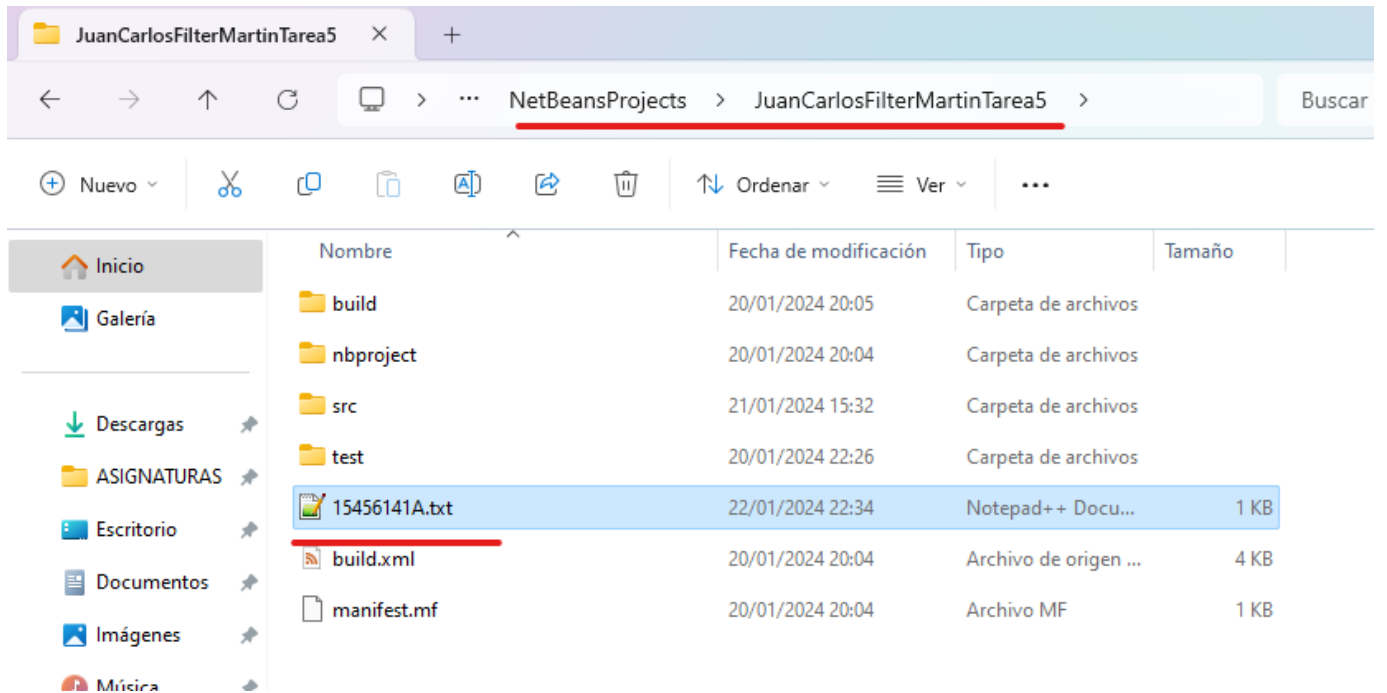 JuanCarlosFilterMartinTarea5
NetBeansProjects > JuanCarlosFilterMartinTarea5 > Buscar
Nuevo Ordenar Ver
Nombre Fecha de modificación Tipo Tamaño
Inicio
Galería
Descargas
ASIGNATURAS
Escritorio
Documentos
Imágenes
Música
build 20/01/2024 20:05 Carpeta de archivos
nbproject 20/01/2024 20:04 Carpeta de archivos
src 21/01/2024 15:32 Carpeta de archivos
test 20/01/2024 22:26 Carpeta de archivos
15456141A.txt 22/01/2024 22:34 Notepad++ Docu... 1 KB
build.xml 20/01/2024 20:04 Archivo de origen ... 4 KB
manifest.mf 20/01/2024 20:04 Archivo MF 1 KB